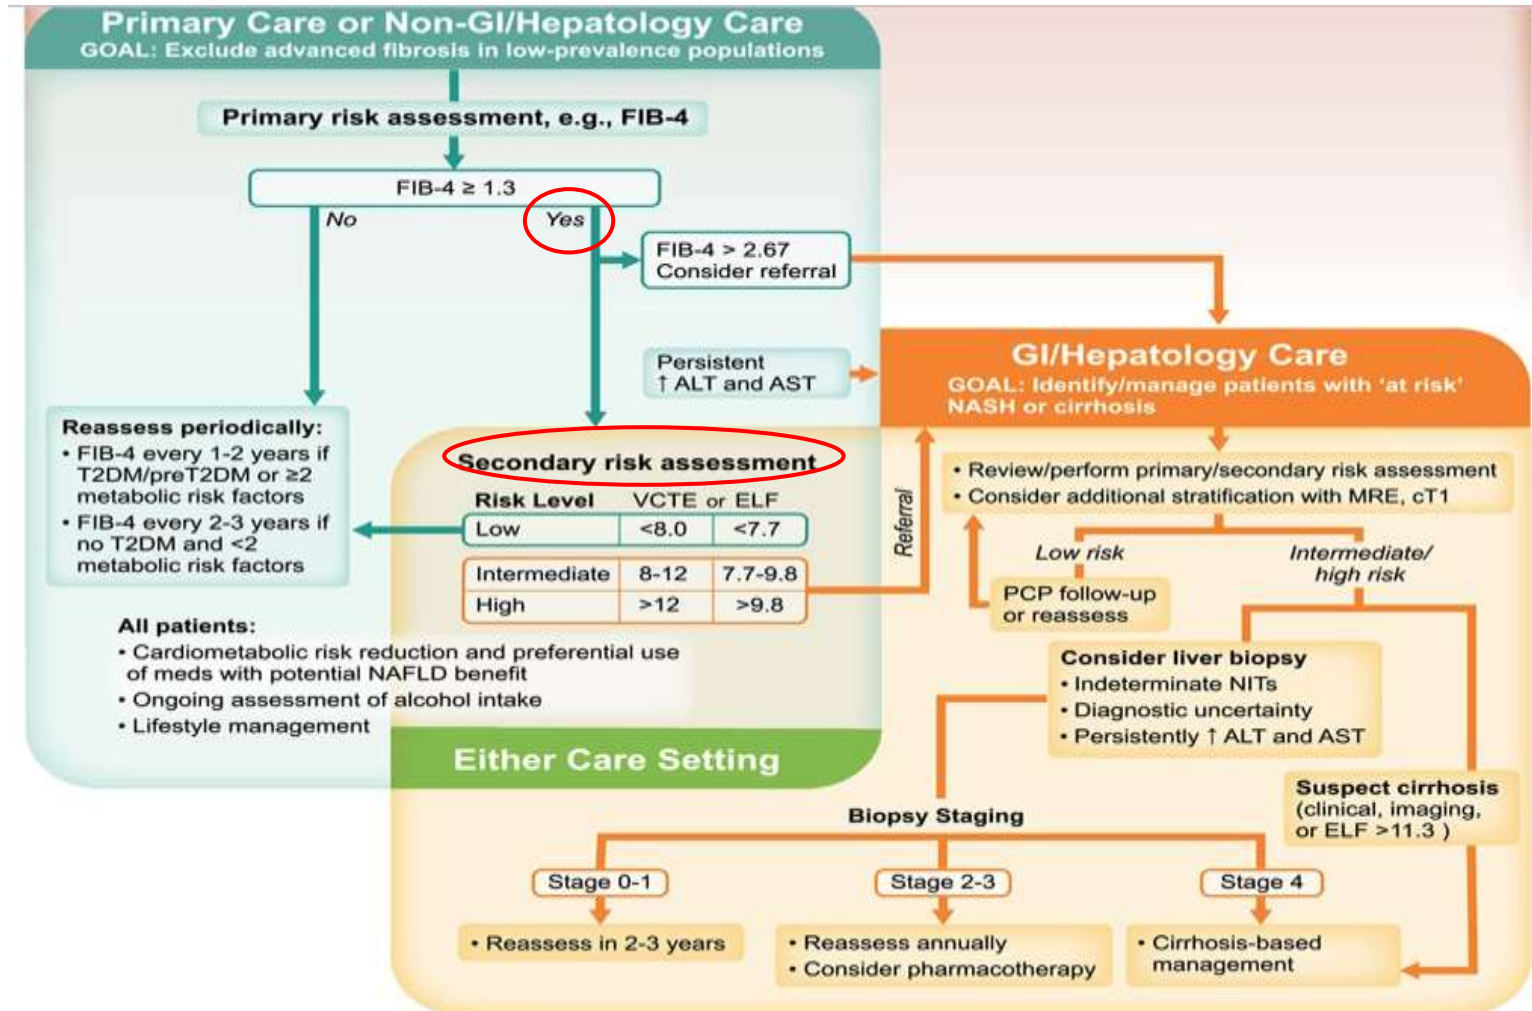 Primary Care or Non-GI/Hepatology Care
GOAL: Exclude advanced fibrosis in low-prevalence populations
Primary risk assessment, e.g., FIB-4
FIB-4 ≥ 1.3
No
Yes
FIB-4 > 2.67
Consider referral
Persistent
↑ ALT and AST
Reassess periodically:
• FIB-4 every 1-2 years if
T2DM/preT2DM or ≥2
metabolic risk factors
• FIB-4 every 2-3 years if
no T2DM and <2
metabolic risk factors
Secondary risk assessment
Risk Level VCTE or ELF
Low <8.0 <7.7
Intermediate 8-12 7.7-9.8
High >12 >9.8
All patients:
• Cardiometabolic risk reduction and preferential use
of meds with potential NAFLD benefit
• Ongoing assessment of alcohol intake
• Lifestyle management
Either Care Setting
Referral
GI/Hepatology Care
GOAL: Identify/manage patients with ‘at risk’
NASH or cirrhosis
• Review/perform primary/secondary risk assessment
• Consider additional stratification with MRE, cT1
Low risk
Intermediate/
high risk
PCP follow-up
or reassess
Consider liver biopsy
• Indeterminate NITs
• Diagnostic uncertainty
• Persistently ↑ ALT and AST
Suspect cirrhosis
(clinical, imaging,
or ELF >11.3 )
Biopsy Staging
Stage 0-1
Stage 2-3
Stage 4
• Reassess in 2-3 years
• Reassess annually
• Consider pharmacotherapy
• Cirrhosis-based
management